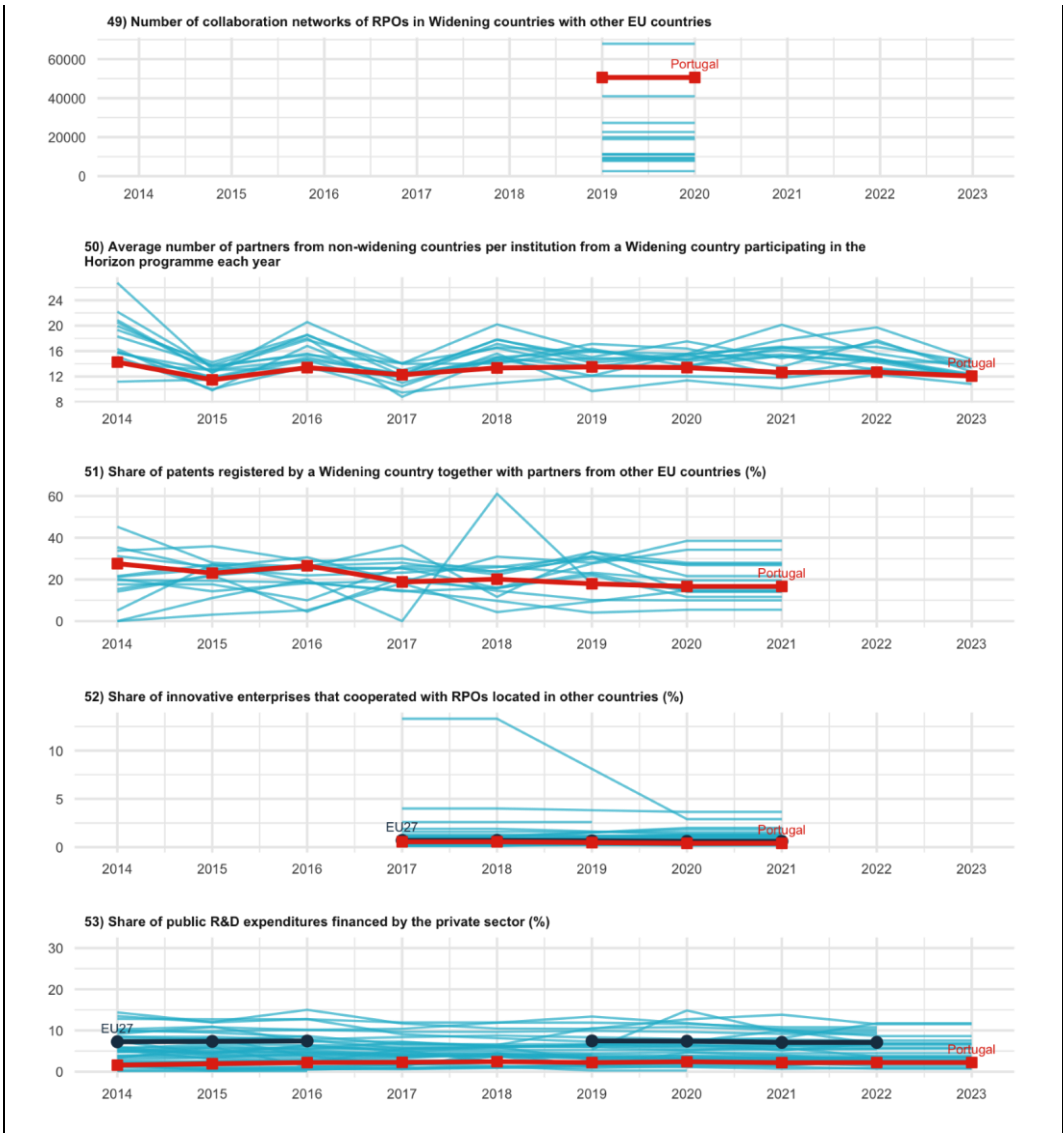 49) Number of collaboration networks of RPOs in Widening countries with other EU countries
60000
Portugal
40000
20000
0
2014 2015 2016 2017 2018 2019 2020 2021 2022 2023
50) Average number of partners from non-widening countries per institution from a Widening country participating in the
Horizon programme each year
24
20
16
Portugal
12
8
2014 2015 2016 2017 2018 2019 2020 2021 2022 2023
51) Share of patents registered by a Widening country together with partners from other EU countries (%)
60
40
Portugal
20
0
2014 2015 2016 2017 2018 2019 2020 2021 2022 2023
52) Share of innovative enterprises that cooperated with RPOs located in other countries (%)
10
5
EU27
Portugal
0
2014 2015 2016 2017 2018 2019 2020 2021 2022 2023
53) Share of public R&D expenditures financed by the private sector (%)
30
20
EU27
10
Portugal
0
2014 2015 2016 2017 2018 2019 2020 2021 2022 2023